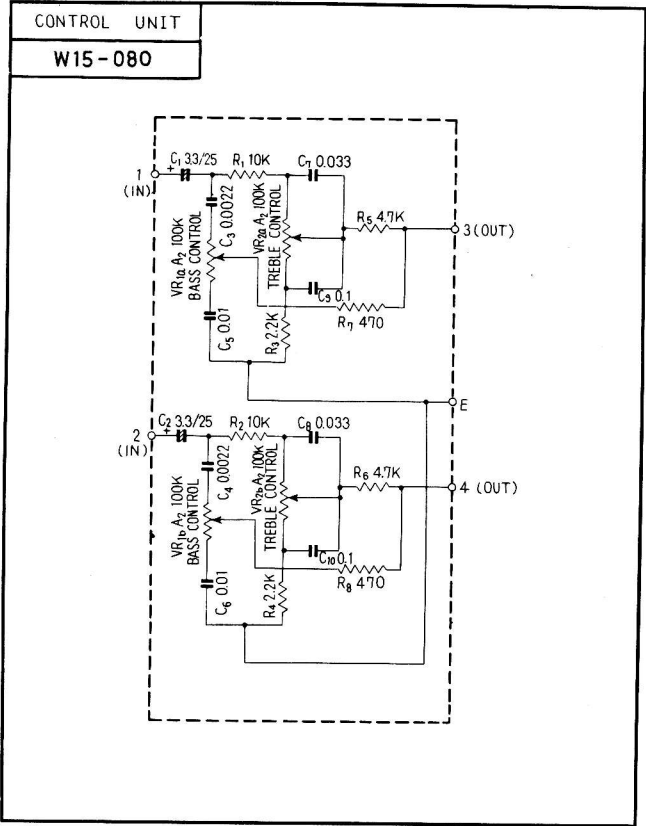 CONTROL UNIT
W15-080
C1 3.3/25
R1 10K
C7 0.033
1
+
(IN)
C3 0.0022
VR1a A2 100K
BASS CONTROL
VR2a A2 100K
TREBLE CONTROL
R5 4.7K
3 (OUT)
C9 0.1
R7 470
C5 0.01
R3 2.2K
E
C2 3.3/25
R2 10K
C8 0.033
2
+
(IN)
C4 0.0022
VR1b A2 100K
BASS CONTROL
VR2b A2 100K
TREBLE CONTROL
R6 4.7K
4 (OUT)
C10 0.1
R8 470
C6 0.01
R4 2.2K